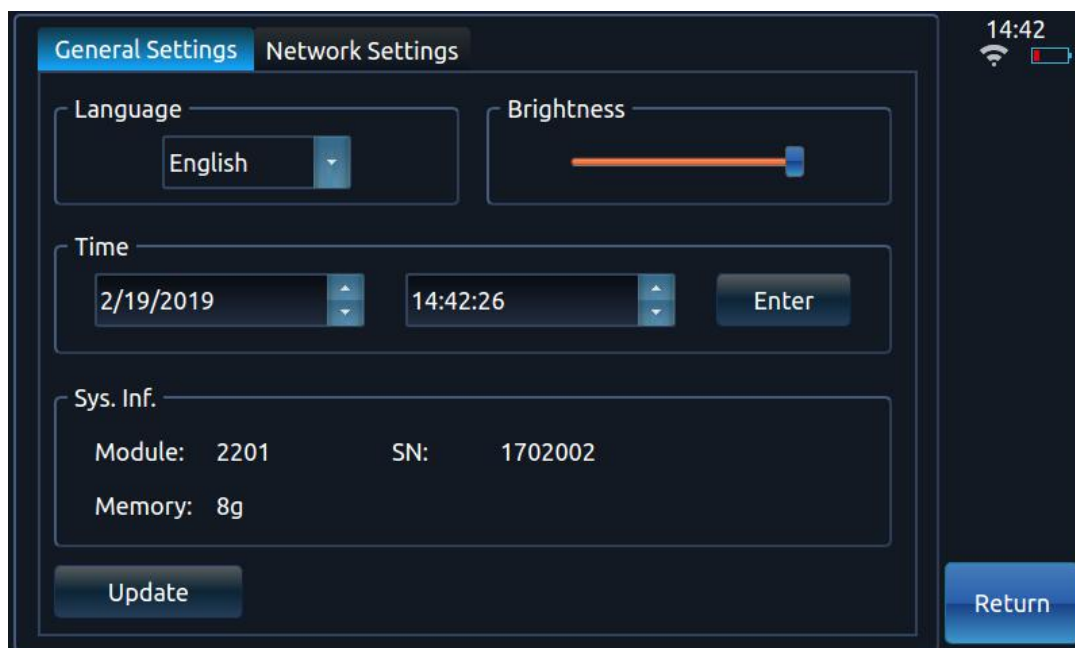 General Settings Network Settings
14:42
Language
English
Brightness
Time
2/19/2019 14:42:26 Enter
Sys. Inf.
Module: 2201 SN: 1702002
Memory: 8g
Update
Return